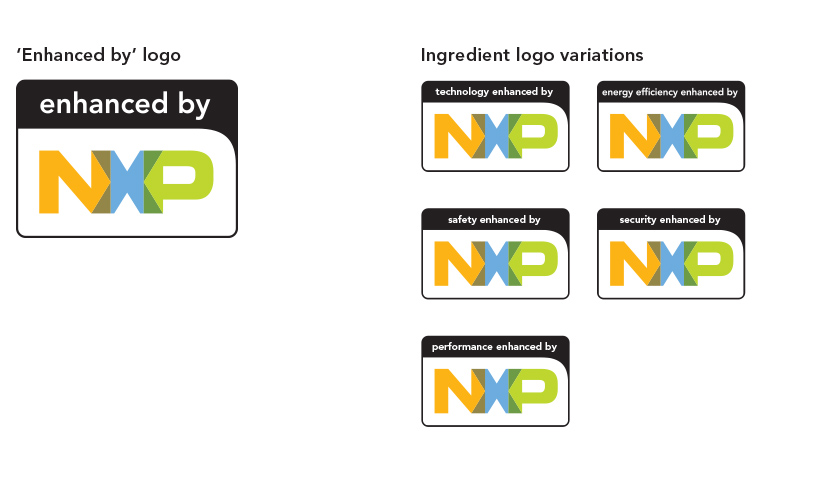 ‘Enhanced by’ logo
enhanced by
NXP
Ingredient logo variations
technology enhanced by
NXP
energy efficiency enhanced by
NXP
safety enhanced by
NXP
security enhanced by
NXP
performance enhanced by
NXP